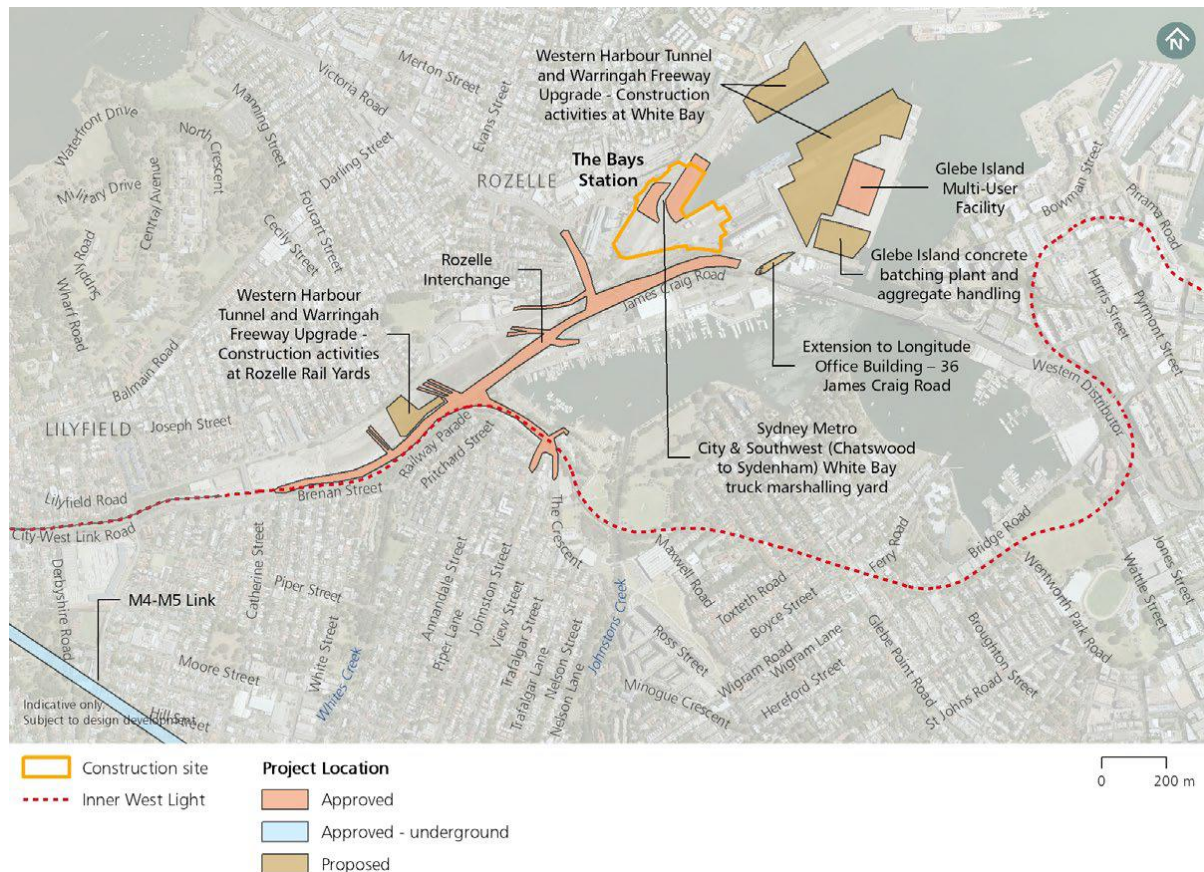 N
Western Harbour Tunnel
and Warringah Freeway
Upgrade - Construction
activities at White Bay
Merton Street
Victoria Road
Manning Street
Evans Street
Waterfront Drive
North Crescent
Darling Street
Military Drive
Central Avenue
Foucart Street
Cecily Street
ROZELLE
The Bays
Station
Glebe Island
Multi-User
Facility
Bowman Street
Pirrama Road
Supply Road
Wharf Road
Rozelle
Interchange
James Craig Road
Glebe Island concrete
batching plant and
aggregate handling
Harris Street
Pyrmont Street
Western Harbour
Tunnel and Warringah
Freeway Upgrade -
Construction activities
at Rozelle Rail Yards
Balmain Road
Extension to Longitude
Office Building – 36
James Craig Road
Western Distributor
LILYFIELD
Joseph Street
Railway Parade
Pritchard Street
Sydney Metro
City & Southwest (Chatswood
to Sydenham) White Bay
truck marshalling yard
Lilyfield Road
Brenan Street
City-West Link Road
The Crescent
Derbyshire Road
Catherine Street
Piper Street
Annandale Street
Piper Lane
Johnston Street
View Street
Trafalgar Street
Trafalgar Lane
Nelson Street
Nelson Lane
Johnstons Creek
Maxwell Road
Toxteth Road
Boyce Street
Ferry Road
Bridge Road
Wentworth Park Road
Wattle Street
Jones Street
M4-M5 Link
Moore Street
White Street
Whites Creek
Ross Street
Minogue Crescent
Wigram Road
Wigram Lane
Hereford Street
Glebe Point Road
Broughton Street
St Johns Road
Indicative only.
Subject to design development
Hill Street
Construction site
Inner West Light
Project Location
Approved
Approved - underground
Proposed
0 200 m